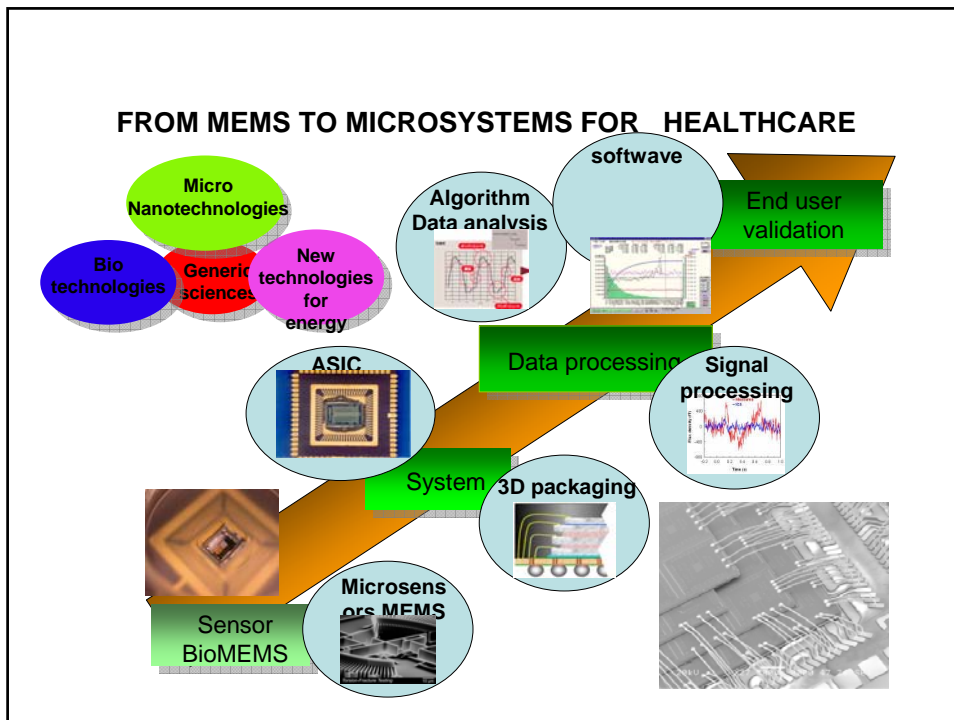 FROM MEMS TO MICROSYSTEMS FOR HEALTHCARE
softwave
Micro
Nanotechnologies
Algorithm
Data analysis
End user
validation
Bio
technologies
Generic
sciences
New
technologies
for
energy
Data processing
ASIC
Signal
processing
Time (s)
System
3D packaging
Microsens
ors MEMS
Sensor
BioMEMS